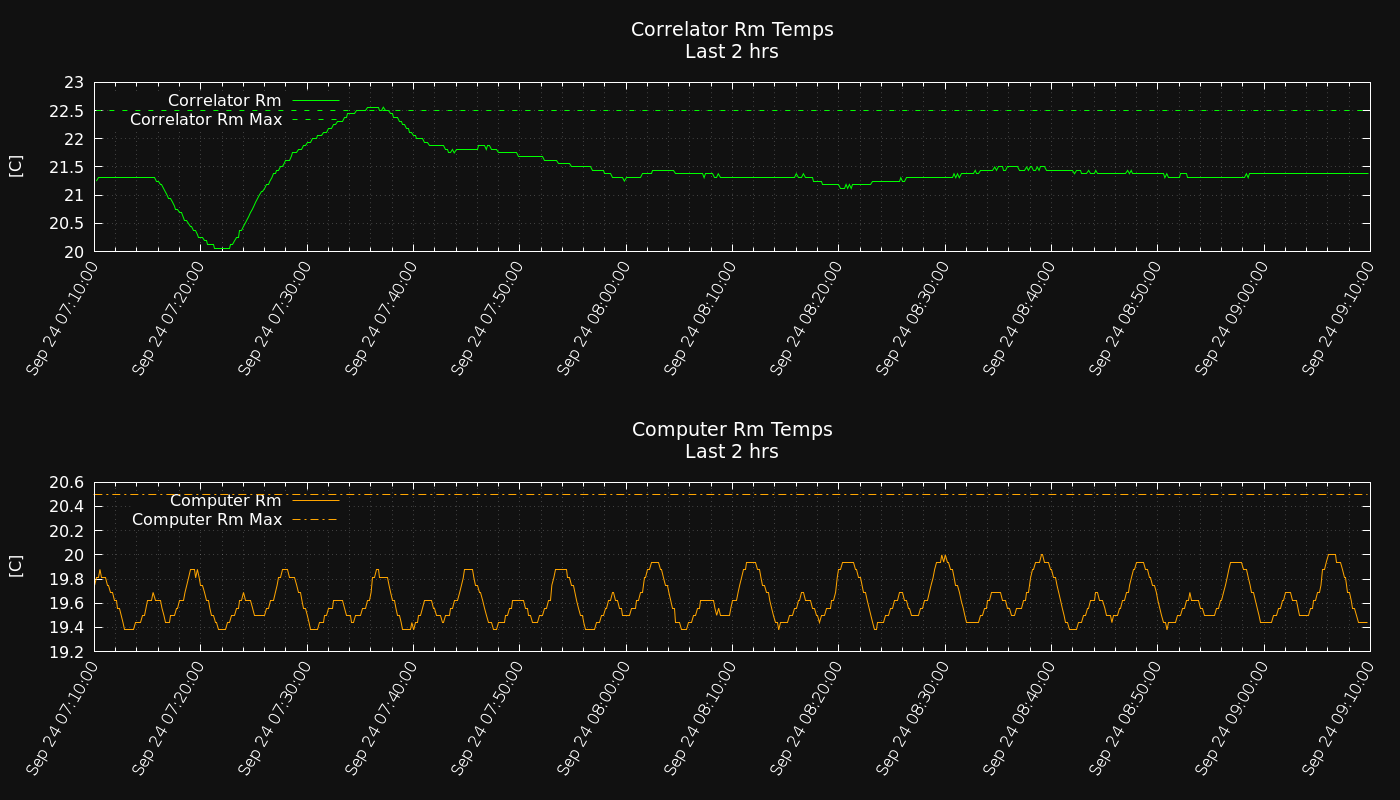 Correlator Rm Temps
Last 2 hrs
23
22.5
22
21.5
21
20.5
20
[C]
Correlator Rm
Correlator Rm Max
Sep 24 07:10:00
Sep 24 07:20:00
Sep 24 07:30:00
Sep 24 07:40:00
Sep 24 07:50:00
Sep 24 08:00:00
Sep 24 08:10:00
Sep 24 08:20:00
Sep 24 08:30:00
Sep 24 08:40:00
Sep 24 08:50:00
Sep 24 09:00:00
Sep 24 09:10:00
Computer Rm Temps
Last 2 hrs
20.6
20.4
20.2
20
19.8
19.6
19.4
19.2
[C]
Computer Rm
Computer Rm Max
Sep 24 07:10:00
Sep 24 07:20:00
Sep 24 07:30:00
Sep 24 07:40:00
Sep 24 07:50:00
Sep 24 08:00:00
Sep 24 08:10:00
Sep 24 08:20:00
Sep 24 08:30:00
Sep 24 08:40:00
Sep 24 08:50:00
Sep 24 09:00:00
Sep 24 09:10:00